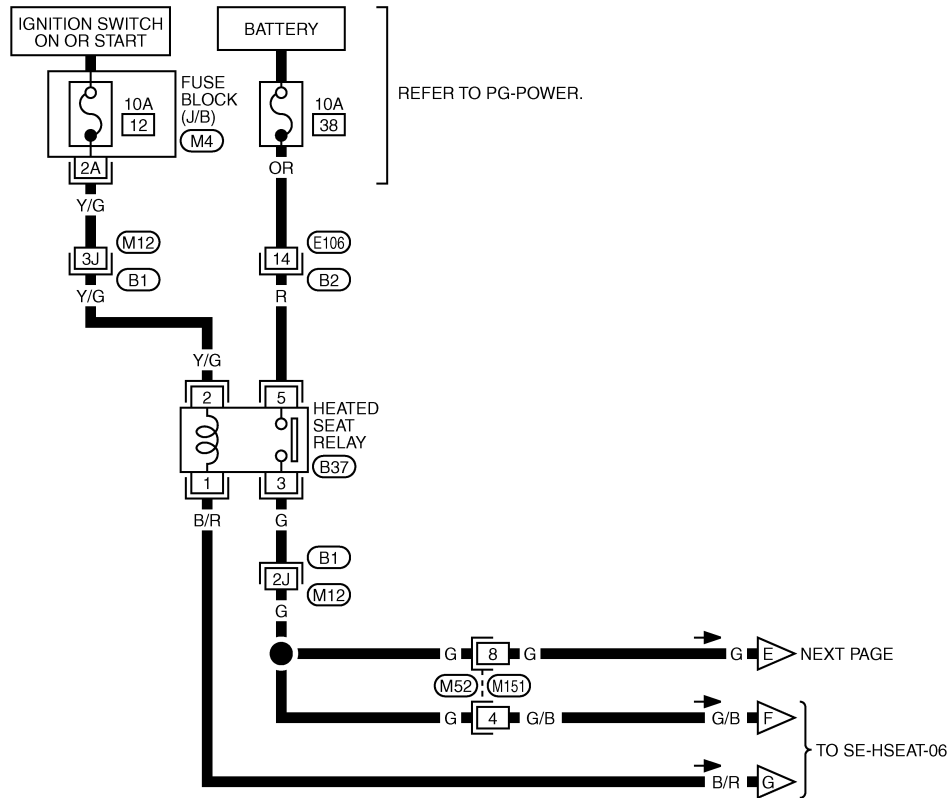 IGNITION SWITCH
ON OR START
BATTERY
FUSE
BLOCK
(J/B)
M4
10A
12
10A
38
REFER TO PG-POWER.
2A
OR
Y/G
M12
3J
B1
E106
14
B2
Y/G
R
Y/G
2
5
HEATED
SEAT
RELAY
B37
1
3
B/R
G
B1
2J
M12
G
G
8
G
G
E
NEXT PAGE
M52
M151
G
4
G/B
G/B
F
TO SE-HSEAT-06
B/R
G